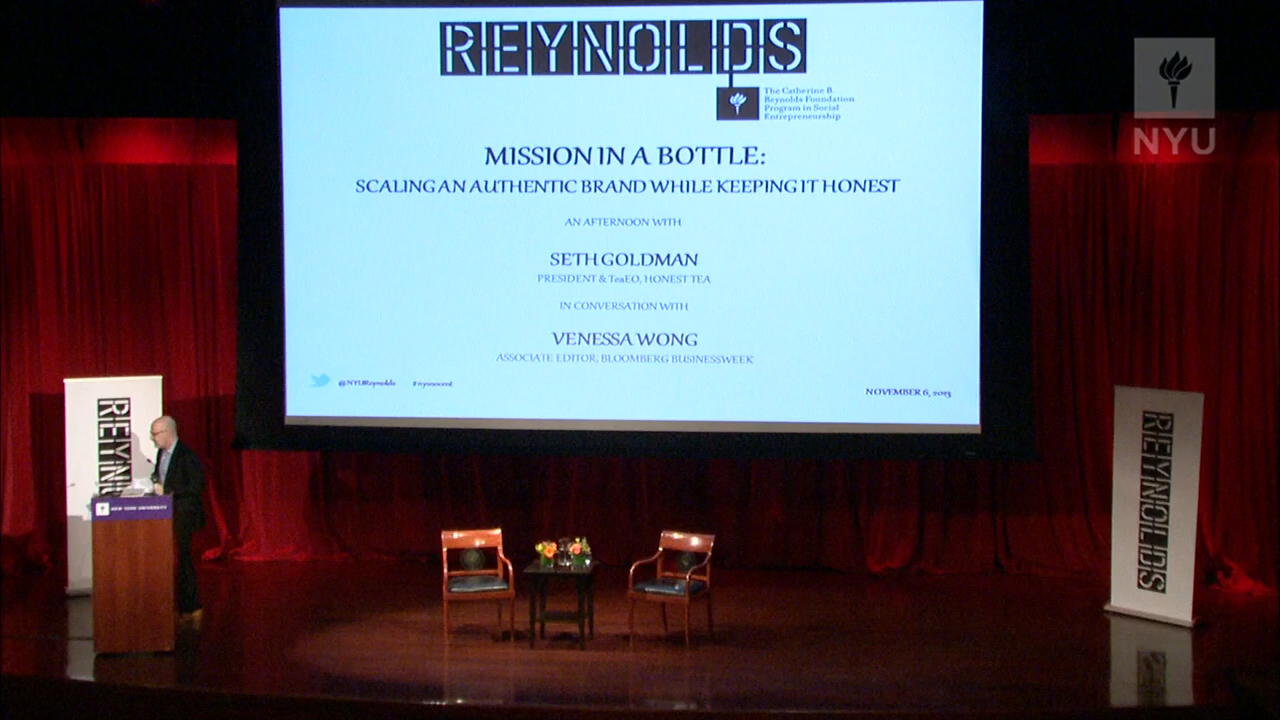 REYNOLDS
The Catherine B.
Reynolds Foundation
Program in Social
Entrepreneurship
NYU
MISSION IN A BOTTLE:
SCALING AN AUTHENTIC BRAND WHILE KEEPING IT HONEST
AN AFTERNOON WITH
SETH GOLDMAN
PRESIDENT & TeaEO, HONEST TEA
IN CONVERSATION WITH
VENESSA WONG
ASSOCIATE EDITOR, BLOOMBERG BUSINESSWEEK
@NYUReynolds
NOVEMBER 6, 2013
NEW YORK UNIVERSITY
REYNOLDS